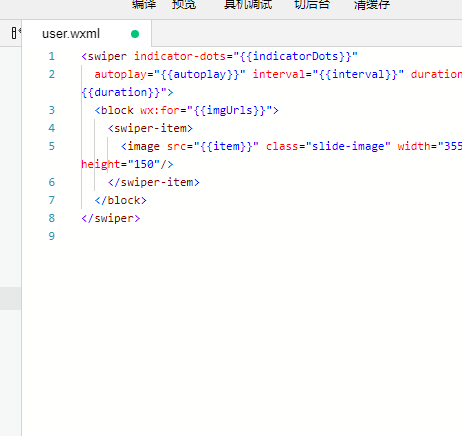 编译 预览 真机调试 切后台 清缓存
user.wxml
1 <swiper indicator-dots="{{indicatorDots}}"
2 autoplay="{{autoplay}}" interval="{{interval}}" duration
{{duration}}">
3 <block wx:for="{{imgUrls}}">
4 <swiper-item>
5 <image src="{{item}}" class="slide-image" width="355
height="150"/>
6 </swiper-item>
7 </block>
8 </swiper>
9